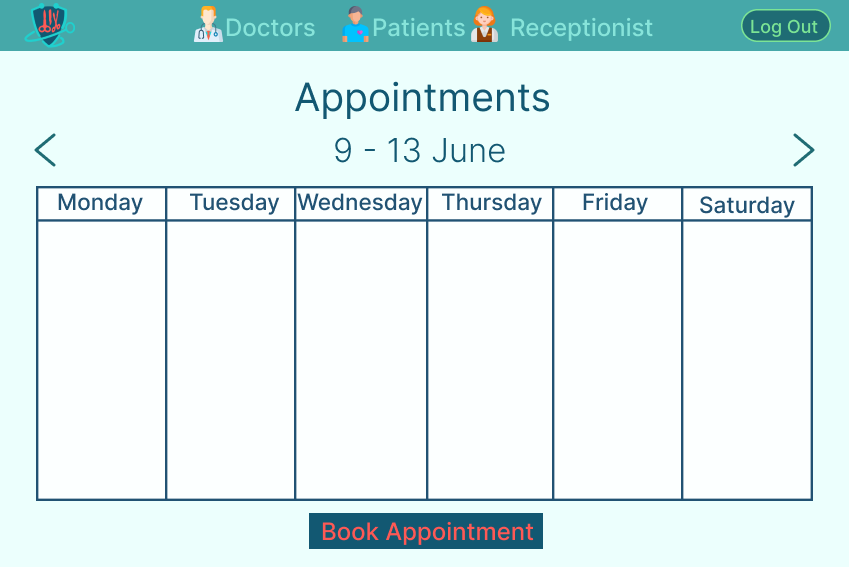 Doctors Patients Receptionist Log Out
Appointments
9 - 13 June
Monday Tuesday Wednesday Thursday Friday Saturday
Book Appointment